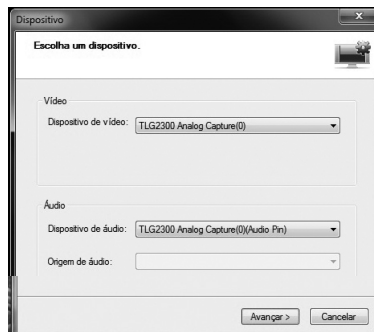 Dispositivo
Escolha um dispositivo.
Vídeo
Dispositivo de vídeo: TLG2300 Analog Capture(0)
Áudio
Dispositivo de áudio: TLG2300 Analog Capture(0)(Audio Pin)
Origem de áudio:
Avançar > Cancelar